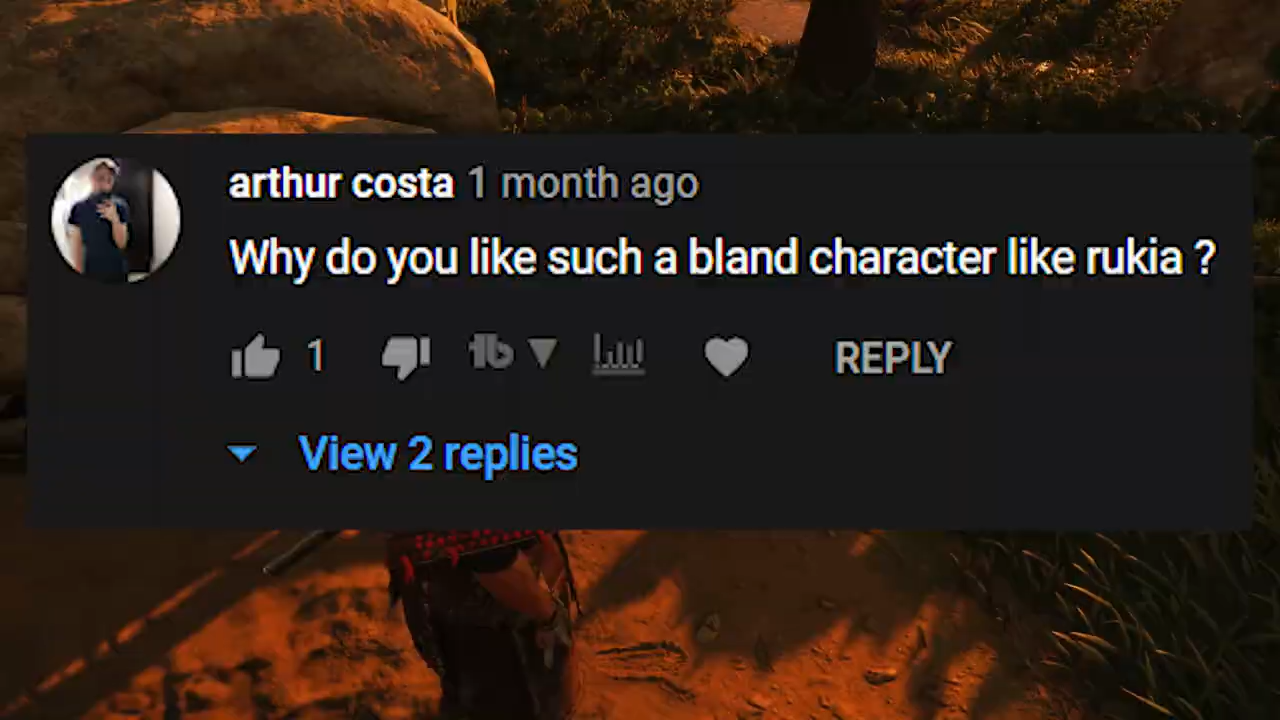 arthur costa 1 month ago
Why do you like such a bland character like rukia ?
1
REPLY
View 2 replies